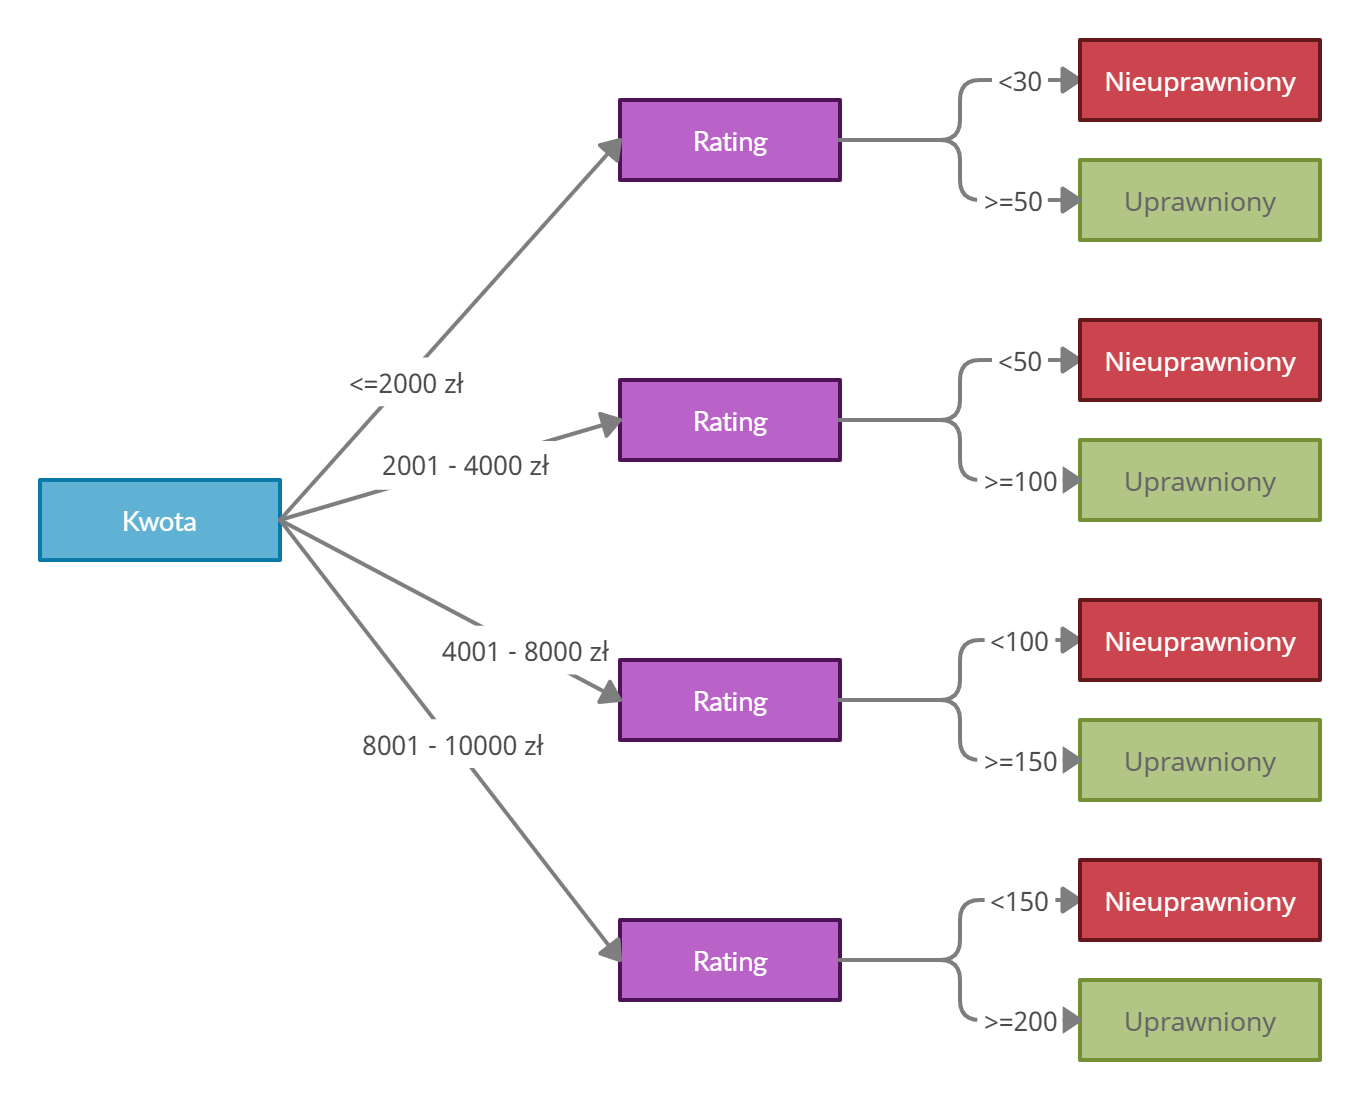 Kwota
<=2000 zł
2001 - 4000 zł
4001 - 8000 zł
8001 - 10000 zł
Rating
<30
Nieuprawniony
>=50
Uprawniony
Rating
<50
Nieuprawniony
>=100
Uprawniony
Rating
<100
Nieuprawniony
>=150
Uprawniony
Rating
<150
Nieuprawniony
>=200
Uprawniony